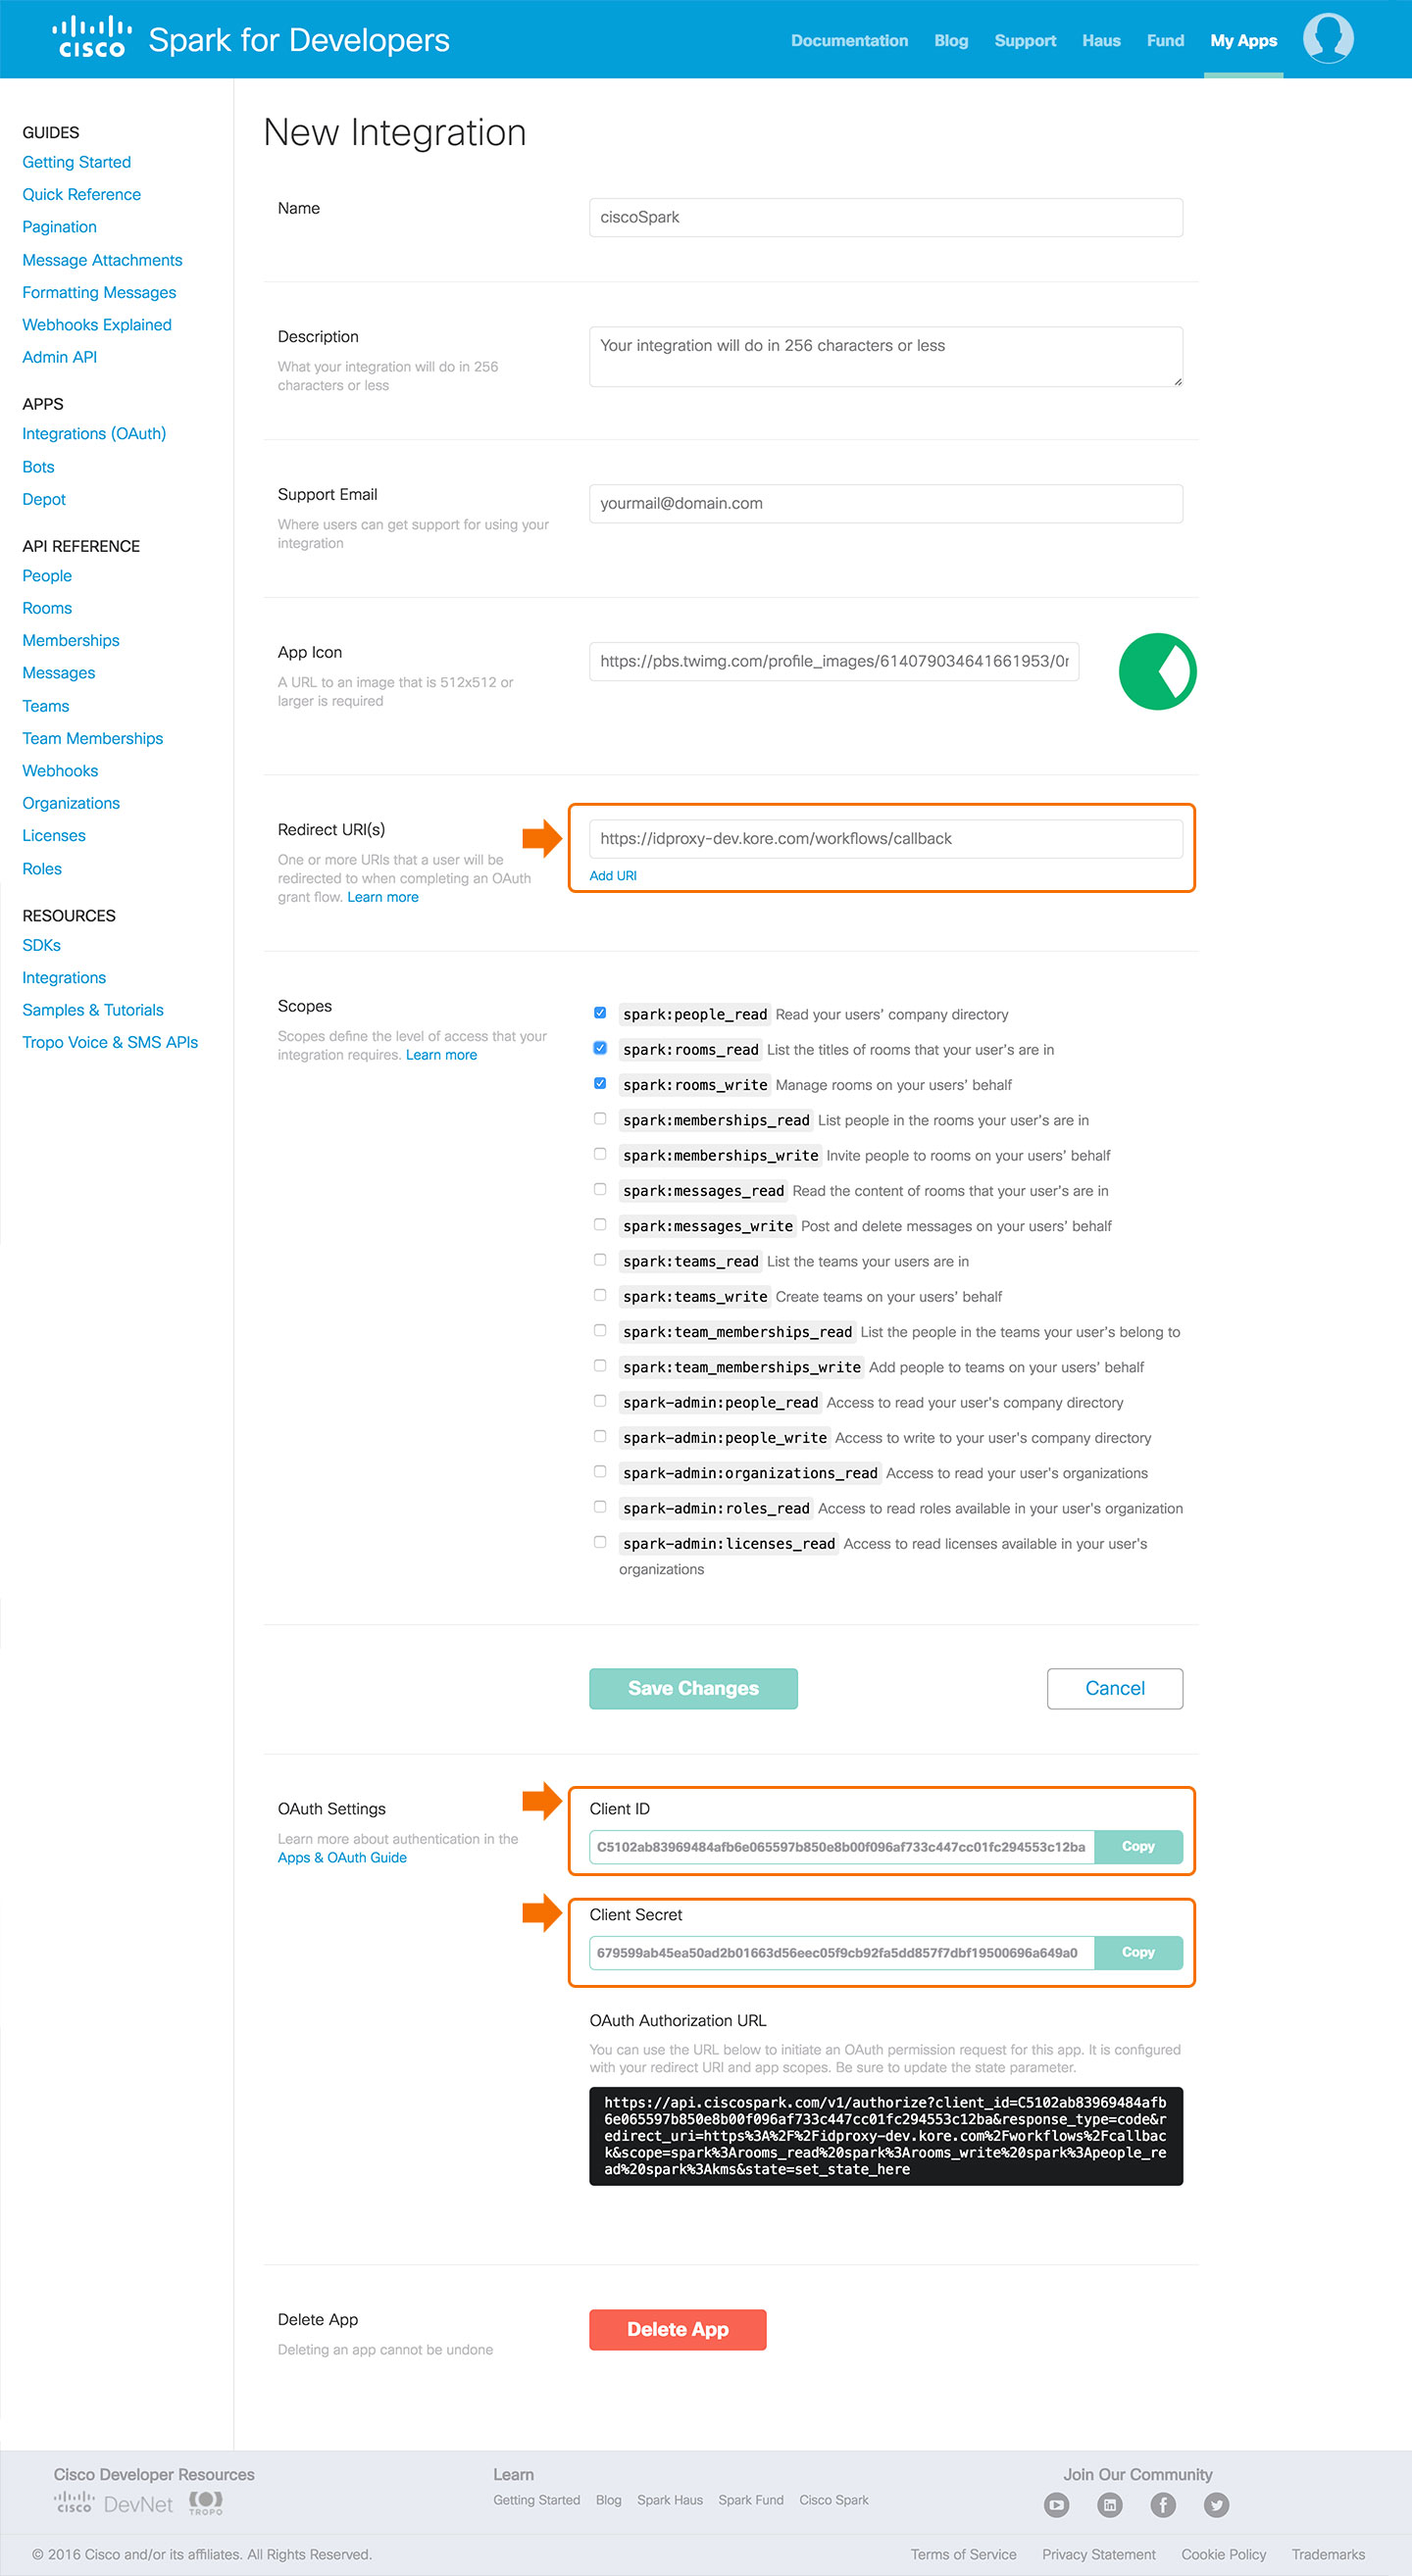 cisco Spark for Developers
Documentation Blog Support Haus Fund My Apps
GUIDES
Getting Started
Quick Reference
Pagination
Message Attachments
Formatting Messages
Webhooks Explained
Admin API
APPS
Integrations (OAuth)
Bots
Depot
API REFERENCE
People
Rooms
Memberships
Messages
Teams
Team Memberships
Webhooks
Organizations
Licenses
Roles
RESOURCES
SDKs
Integrations
Samples & Tutorials
Tropo Voice & SMS APIs
New Integration
Name
ciscoSpark
Description
What your integration will do in 256
characters or less
Your integration will do in 256 characters or less
Support Email
Where users can get support for using your
integration
yourmail@domain.com
App Icon
A URL to an image that is 512x512 or
larger is required
https://pbs.twimg.com/profile_images/614079034641661953/0r
Redirect URI(s)
One or more URIs that a user will be
redirected to when completing an OAuth
grant flow. Learn more
https://idproxy-dev.kore.com/workflows/callback
Add URI
Scopes
Scopes define the level of access that your
integration requires. Learn more
spark:people_read Read your users' company directory
spark:rooms_read List the titles of rooms that your user's are in
spark:rooms_write Manage rooms on your users' behalf
spark:memberships_read List people in the rooms your user's are in
spark:memberships_write Invite people to rooms on your users' behalf
spark:messages_read Read the content of rooms that your user's are in
spark:messages_write Post and delete messages on your users' behalf
spark:teams_read List the teams your users are in
spark:teams_write Create teams on your users' behalf
spark:team_memberships_read List the people in the teams your user's belong to
spark:team_memberships_write Add people to teams on your users' behalf
spark-admin:people_read Access to read your user's company directory
spark-admin:people_write Access to write to your user's company directory
spark-admin:organizations_read Access to read your user's organizations
spark-admin:roles_read Access to read roles available in your user's organization
spark-admin:licenses_read Access to read licenses available in your user's
organizations
Save Changes Cancel
OAuth Settings
Learn more about authentication in the
Apps & OAuth Guide
Client ID
C5102ab83969484afb6e065597b850e8b00f096af733c447cc01fc294553c12ba Copy
Client Secret
679599ab45ea50ad2b01663d56eec05f9cb92fa5dd857f7dbf19500696a649a0 Copy
OAuth Authorization URL
You can use the URL below to initiate an OAuth permission request for this app. It is configured
with your redirect URI and app scopes. Be sure to update the state parameter.
https://api.ciscospark.com/v1/authorize?client_id=C5102ab83969484afb
6e065597b850e8b00f096af733c447cc01fc294553c12ba&response_type=code&r
edirect_uri=https%3A%2F%2Fidproxy-dev.kore.com%2Fworkflows%2Fcallbac
k&scope=spark%3Arooms_read%20spark%3Arooms_write%20spark%3Apeople_re
ad%20spark%3Akms&state=set_state_here
Delete App
Deleting an app cannot be undone
Delete App
Cisco Developer Resources
cisco DevNet TROPO
Learn
Getting Started Blog Spark Haus Spark Fund Cisco Spark
Join Our Community
© 2016 Cisco and/or its affiliates. All Rights Reserved.
Terms of Service Privacy Statement Cookie Policy Trademarks